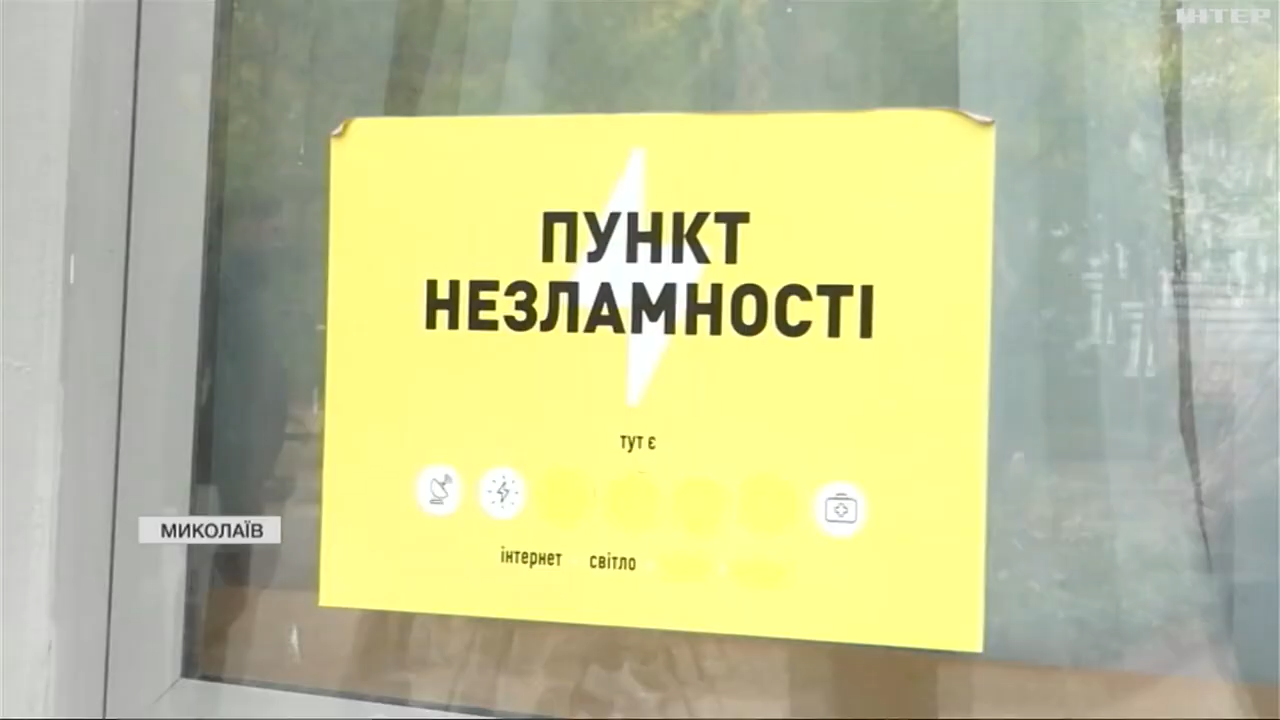 ІНТЕР
ПУНКТ
НЕЗЛАМНОСТІ
тут є
інтернет світло
МИКОЛАЇВ